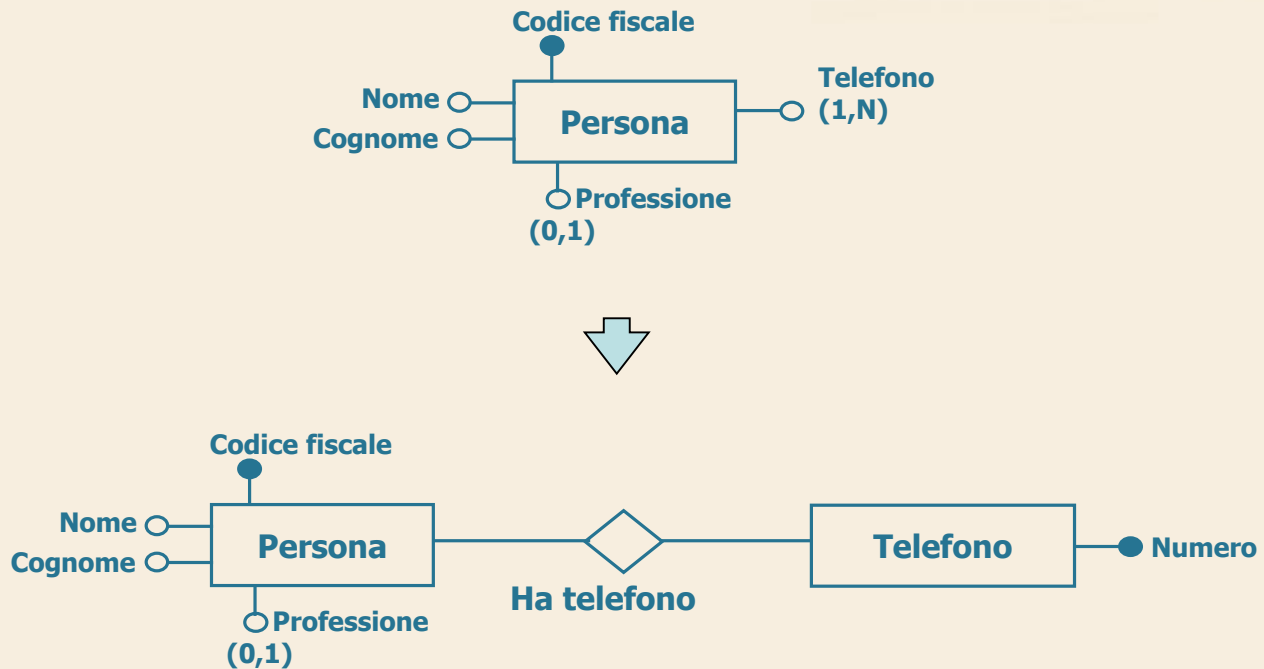 Codice fiscale
Nome
Cognome
Persona
Telefono
(1,N)
Professione
(0,1)
Codice fiscale
Nome
Cognome
Persona
Professione
(0,1)
Ha telefono
Telefono
Numero